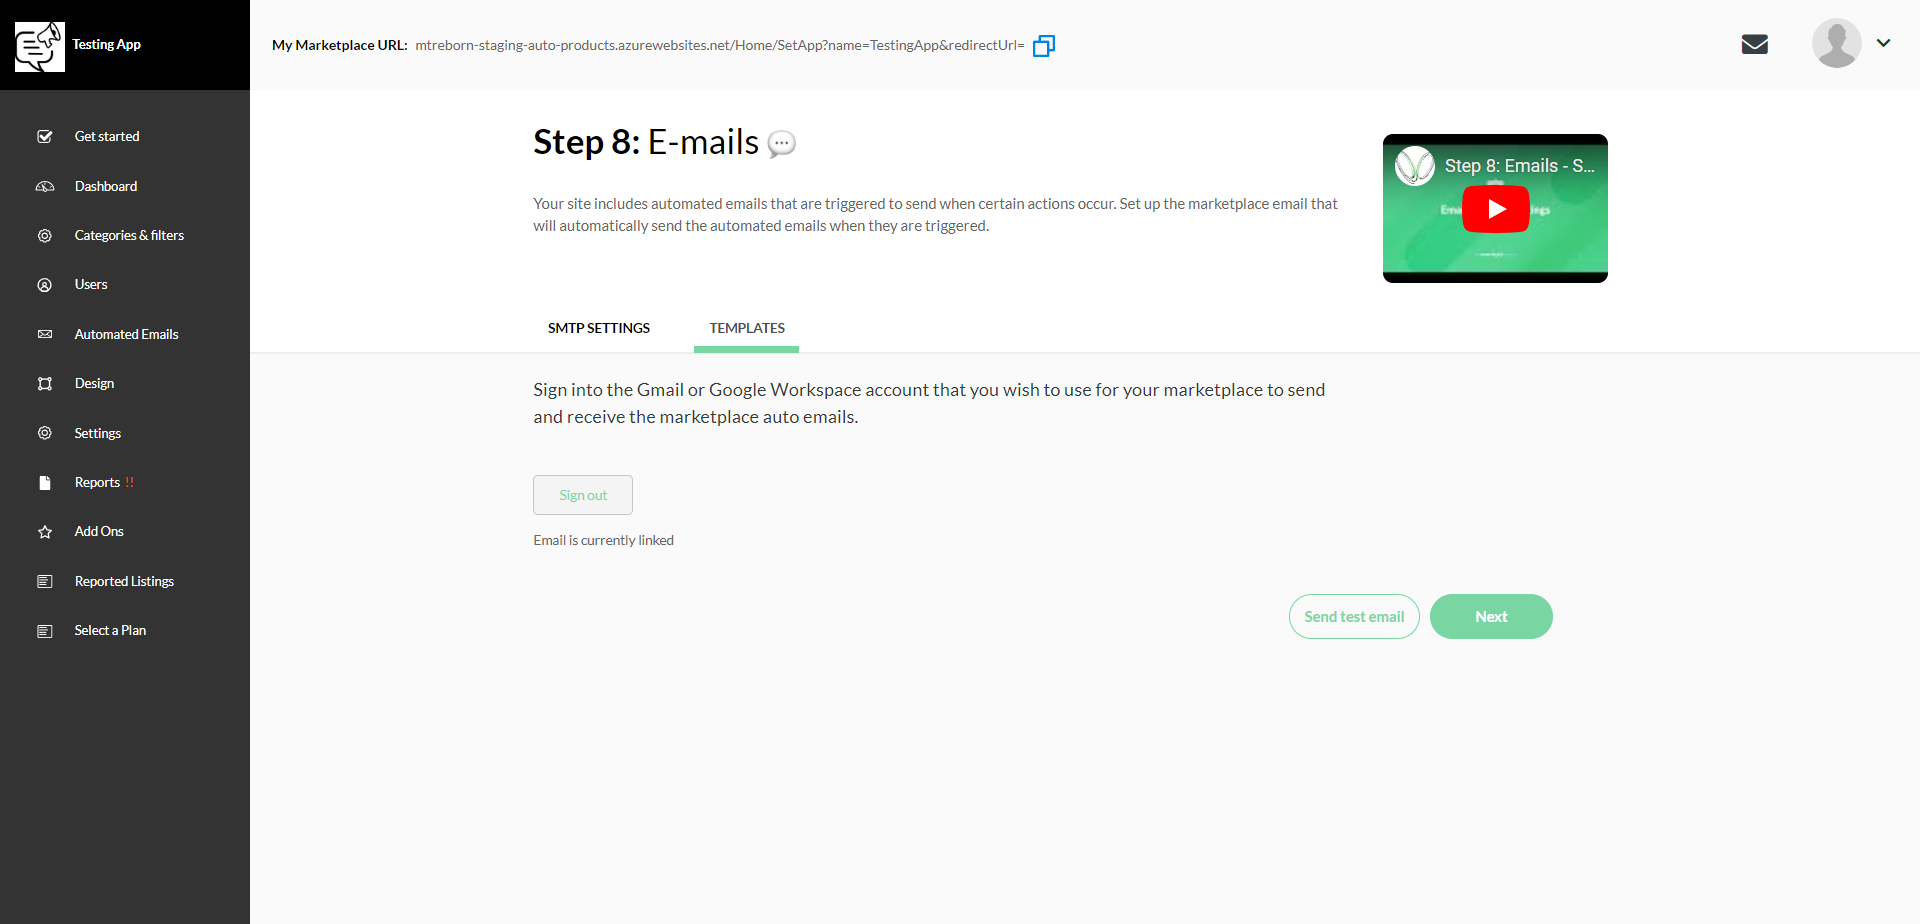 Testing App
My Marketplace URL: mtreborn-staging-auto-products.azurewebsites.net/Home/SetApp?name=TestingApp&redirectUrl=
Get started
Dashboard
Categories & filters
Users
Automated Emails
Design
Settings
Reports !!
Add Ons
Reported Listings
Select a Plan
Step 8: E-mails
Your site includes automated emails that are triggered to send when certain actions occur. Set up the marketplace email that
will automatically send the automated emails when they are triggered.
Step 8: Emails - S...
SMTP SETTINGS
TEMPLATES
Sign into the Gmail or Google Workspace account that you wish to use for your marketplace to send
and receive the marketplace auto emails.
Sign out
Email is currently linked
Send test email
Next